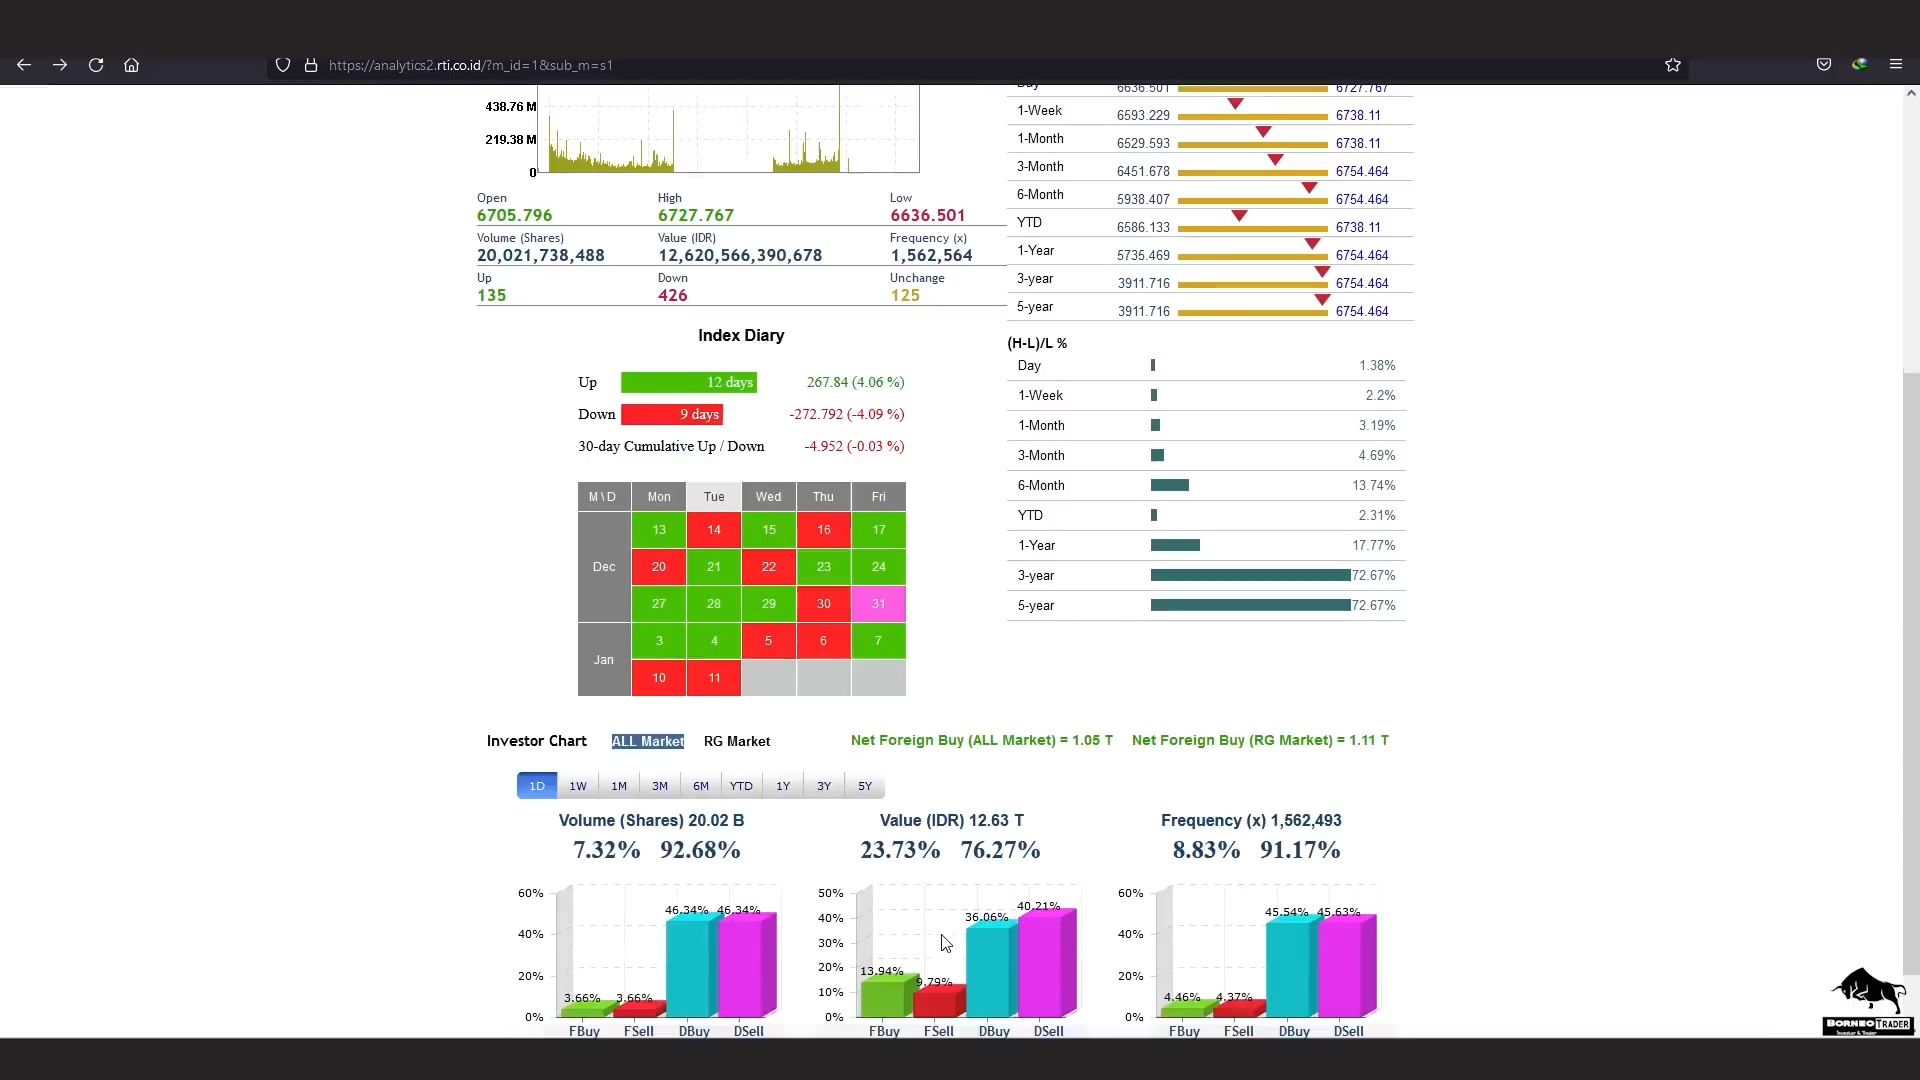 https://analytics2.rti.co.id/?m_id=1&sub_m=s1
438.76 M
219.38 M
0
Open High Low
6705.796 6727.767 6636.501
Volume (Shares) Value (IDR) Frequency (x)
20,021,738,488 12,620,566,390,678 1,562,564
Up Down Unchange
135 426 125
Day 6636.501 6727.767
1-Week 6593.229 6738.11
1-Month 6529.593 6738.11
3-Month 6451.678 6754.464
6-Month 5938.407 6754.464
YTD 6586.133 6738.11
1-Year 5735.469 6754.464
3-year 3911.716 6754.464
5-year 3911.716 6754.464
Index Diary
Up 12 days 267.84 (4.06 %)
Down 9 days -272.792 (-4.09 %)
30-day Cumulative Up / Down -4.952 (-0.03 %)
M \ D Mon Tue Wed Thu Fri
Dec
13 14 15 16 17
20 21 22 23 24
27 28 29 30 31
Jan
3 4 5 6 7
10 11
(H-L)/L %
Day 1.38%
1-Week 2.2%
1-Month 3.19%
3-Month 4.69%
6-Month 13.74%
YTD 2.31%
1-Year 17.77%
3-year 72.67%
5-year 72.67%
Investor Chart ALL Market RG Market Net Foreign Buy (ALL Market) = 1.05 T Net Foreign Buy (RG Market) = 1.11 T
1D 1W 1M 3M 6M YTD 1Y 3Y 5Y
Volume (Shares) 20.02 B
7.32% 92.68%
60%
40%
20%
0%
3.66% 3.66% 46.34% 46.34%
FBuy FSell DBuy DSell
Value (IDR) 12.63 T
23.73% 76.27%
50%
40%
30%
20%
10%
0%
13.94% 9.79% 36.06% 40.21%
FBuy FSell DBuy DSell
Frequency (x) 1,562,493
8.83% 91.17%
60%
40%
20%
0%
4.46% 4.37% 45.54% 45.63%
FBuy FSell DBuy DSell
BORNEO TRADER
Investor & Trader